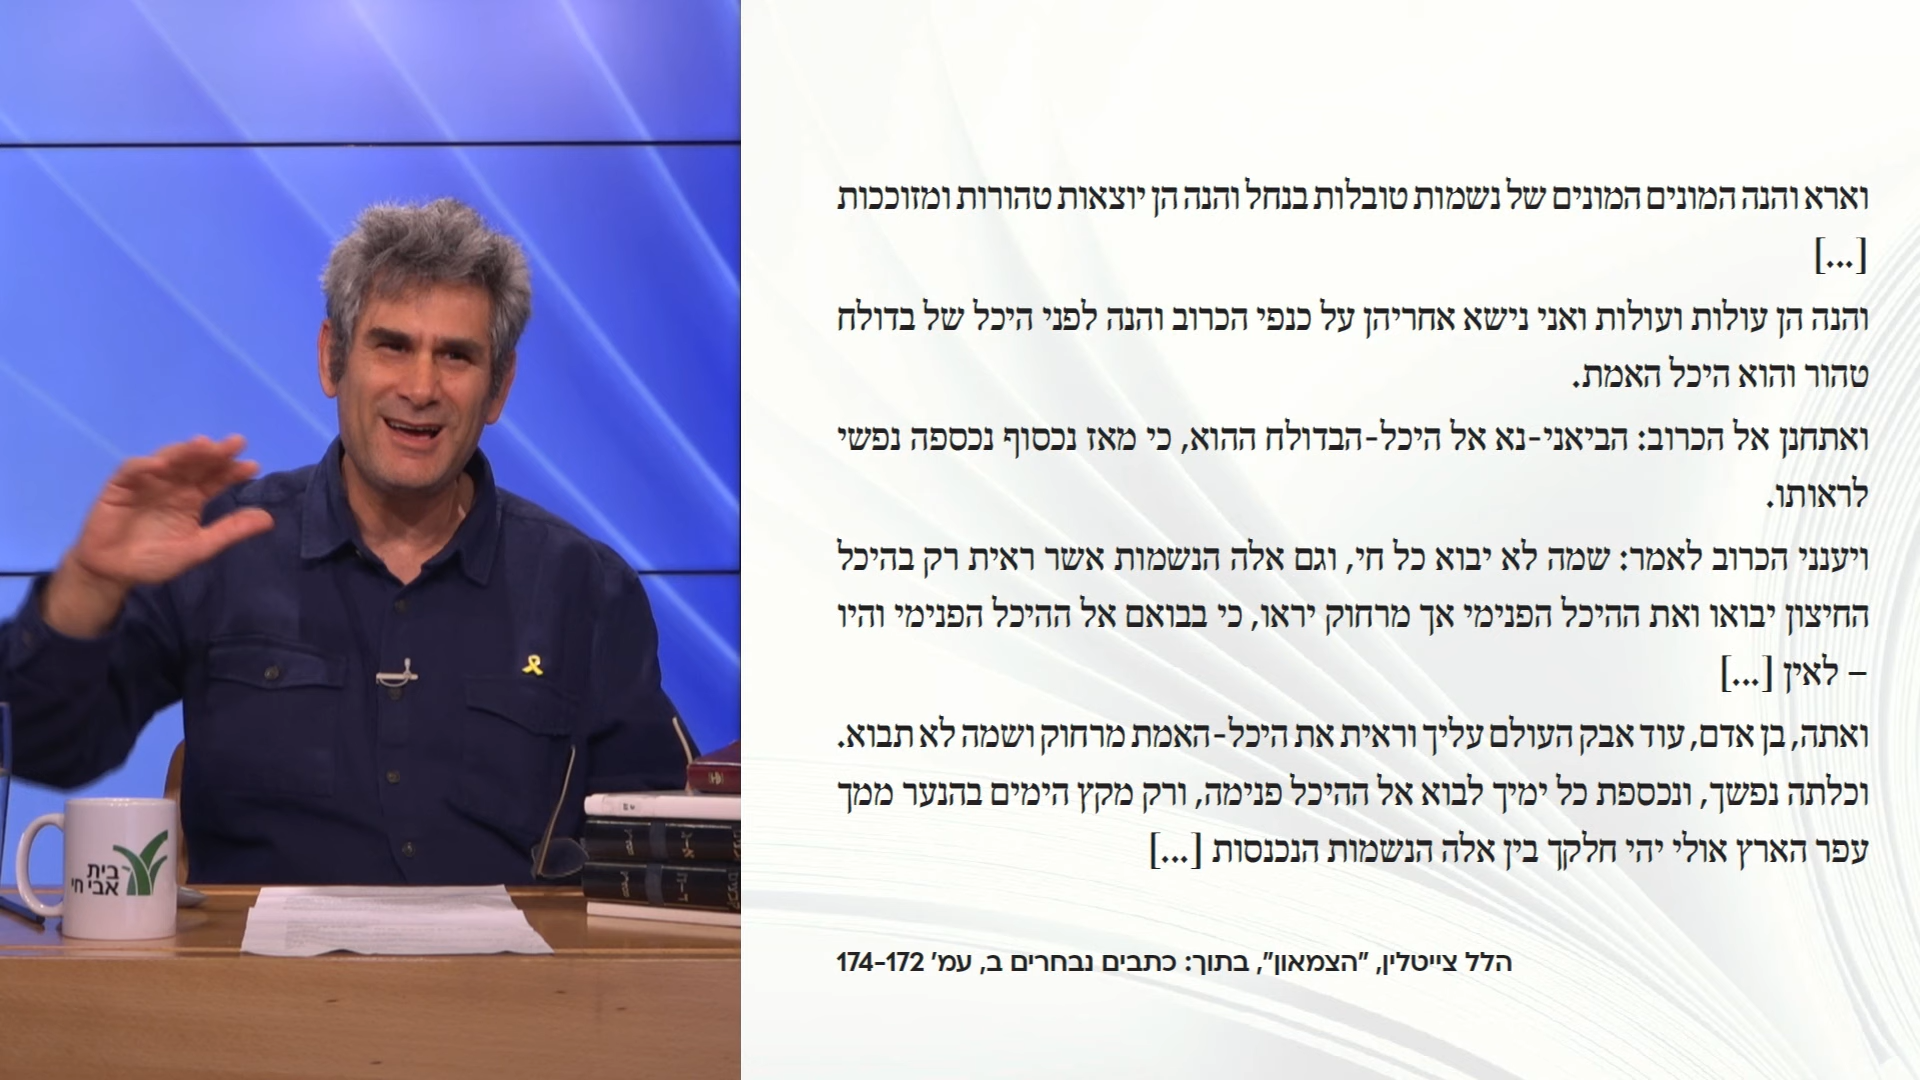 וארא והנה המונים המונים של נשמות טובלות בנחל והנה הן יוצאות טהורות ומזוככות
[...]
והנה הן עולות ועולות ואני נישא אחריהן על כנפי הכרוב והנה לפני היכל של בדולח
טהור והוא היכל האמת.
ואתחנן אל הכרוב: הביאני-נא אל היכל-הבדולח ההוא, כי מאז נכסוף נכספה נפשי
לראותו.
ויענני הכרוב לאמר: שמה לא יבוא כל חי, וגם אלה הנשמות אשר ראית רק בהיכל
החיצון יבואו ואת ההיכל הפנימי אך מרחוק יראו, כי בבואם אל ההיכל הפנימי והיו
– לאין [...]
ואתה, בן אדם, עוד אבק העולם עליך וראית את היכל-האמת מרחוק ושמה לא תבוא.
וכלתה נפשך, ונכספת כל ימיך לבוא אל ההיכל פנימה, ורק מקץ הימים בהנער ממך
עפר הארץ אולי יהי חלקך בין אלה הנשמות הנכנסות [...]
הלל צייטלין, "הצמאון", בתוך: כתבים נבחרים ב, עמ' 174-172
בית
אבי חי